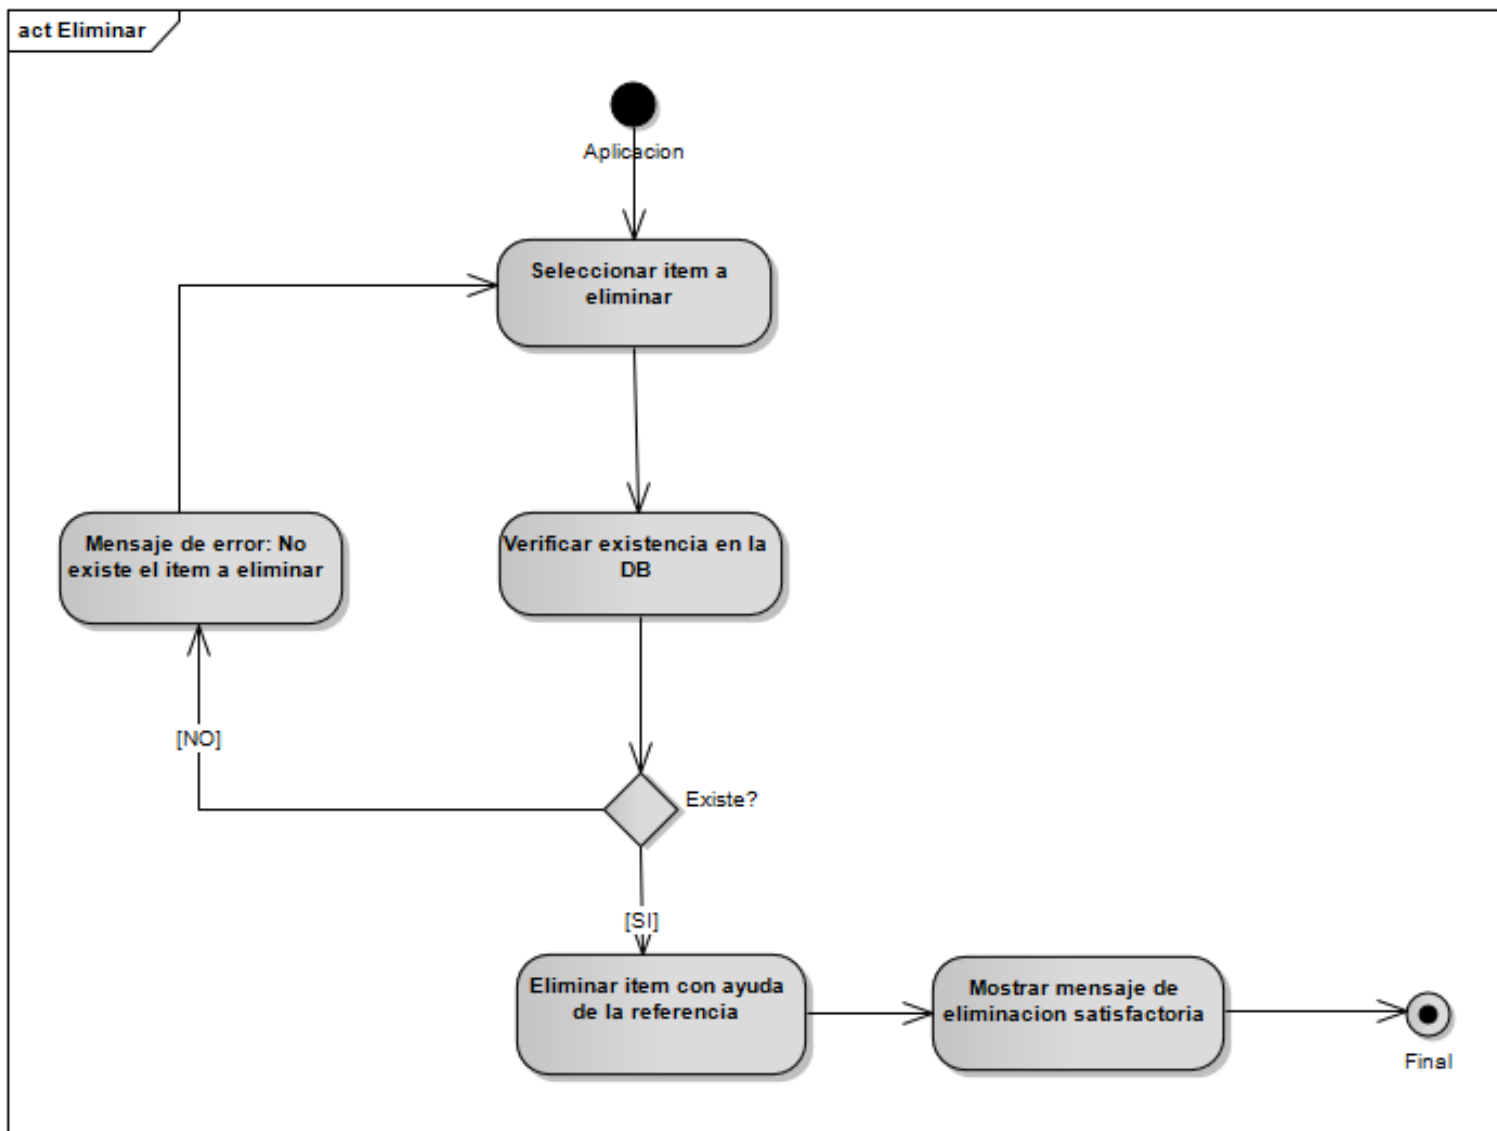 act Eliminar
Aplicacion
Seleccionar item a
eliminar
Mensaje de error: No
existe el item a eliminar
Verificar existencia en la
DB
[NO]
Existe?
[SI]
Eliminar item con ayuda
de la referencia
Mostrar mensaje de
eliminacion satisfactoria
Final